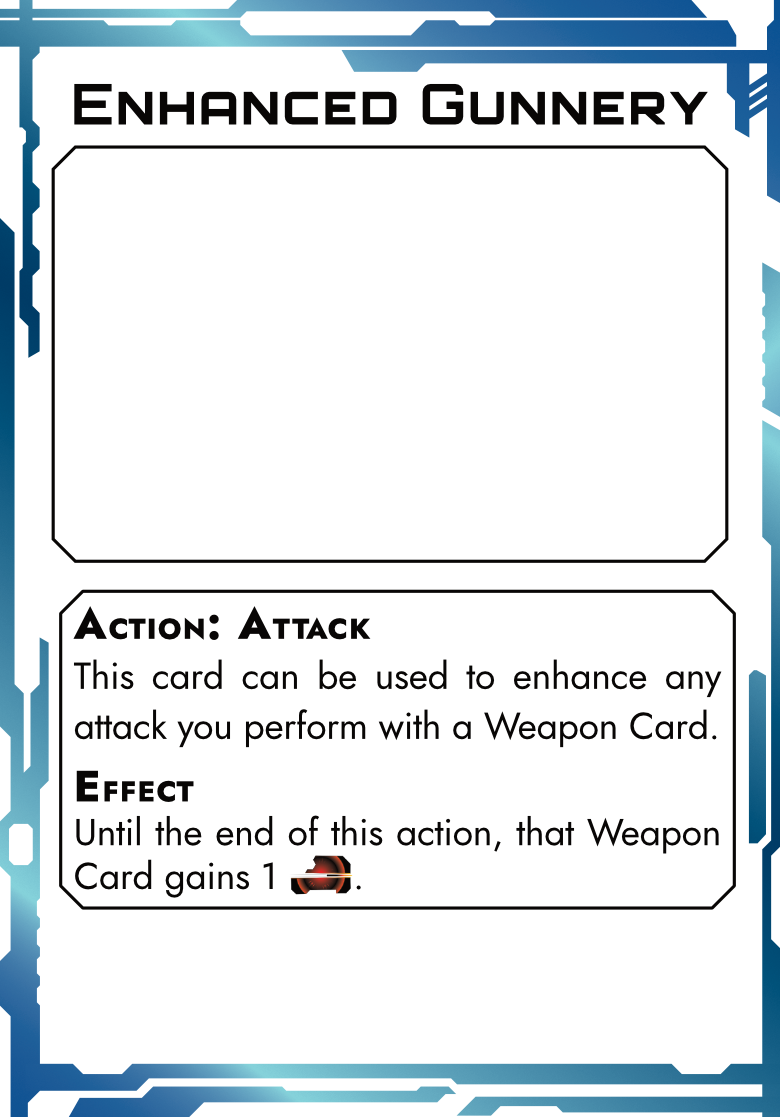 Enhanced Gunnery
Action: Attack
This card can be used to enhance any
attack you perform with a Weapon Card.
Effect
Until the end of this action, that Weapon
Card gains 1 .